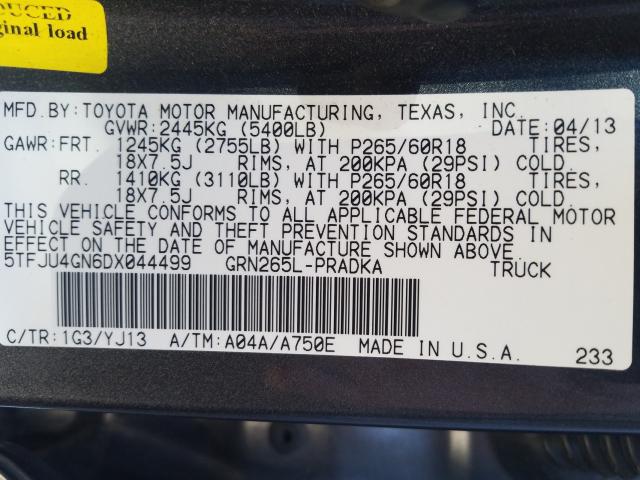 DUCED
ginal load
MFD.BY:TOYOTA MOTOR MANUFACTURING, TEXAS, INC.
GVWR:2445KG (5400LB) DATE:04/13
GAWR:FRT. 1245KG (2755LB) WITH P265/60R18 TIRES,
18X7.5J RIMS, AT 200KPA (29PSI) COLD.
RR. 1410KG (3110LB) WITH P265/60R18 TIRES,
18X7.5J RIMS, AT 200KPA (29PSI) COLD.
THIS VEHICLE CONFORMS TO ALL APPLICABLE FEDERAL MOTOR
VEHICLE SAFETY AND THEFT PREVENTION STANDARDS IN
EFFECT ON THE DATE OF MANUFACTURE SHOWN ABOVE.
5TFJU4GN6DX044499 GRN265L-PRADKA TRUCK
C/TR:1G3/YJ13 A/TM:A04A/A750E MADE IN U.S.A. 233